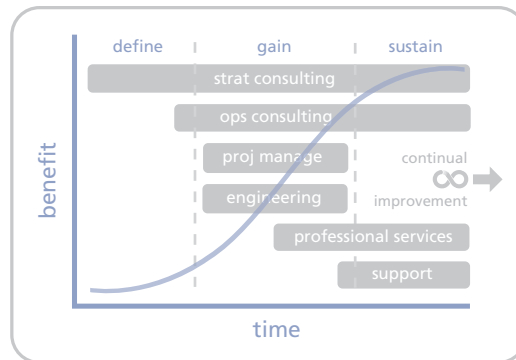 define gain sustain
strat consulting
ops consulting
proj manage
continual
engineering
improvement
professional services
support
benefit
time